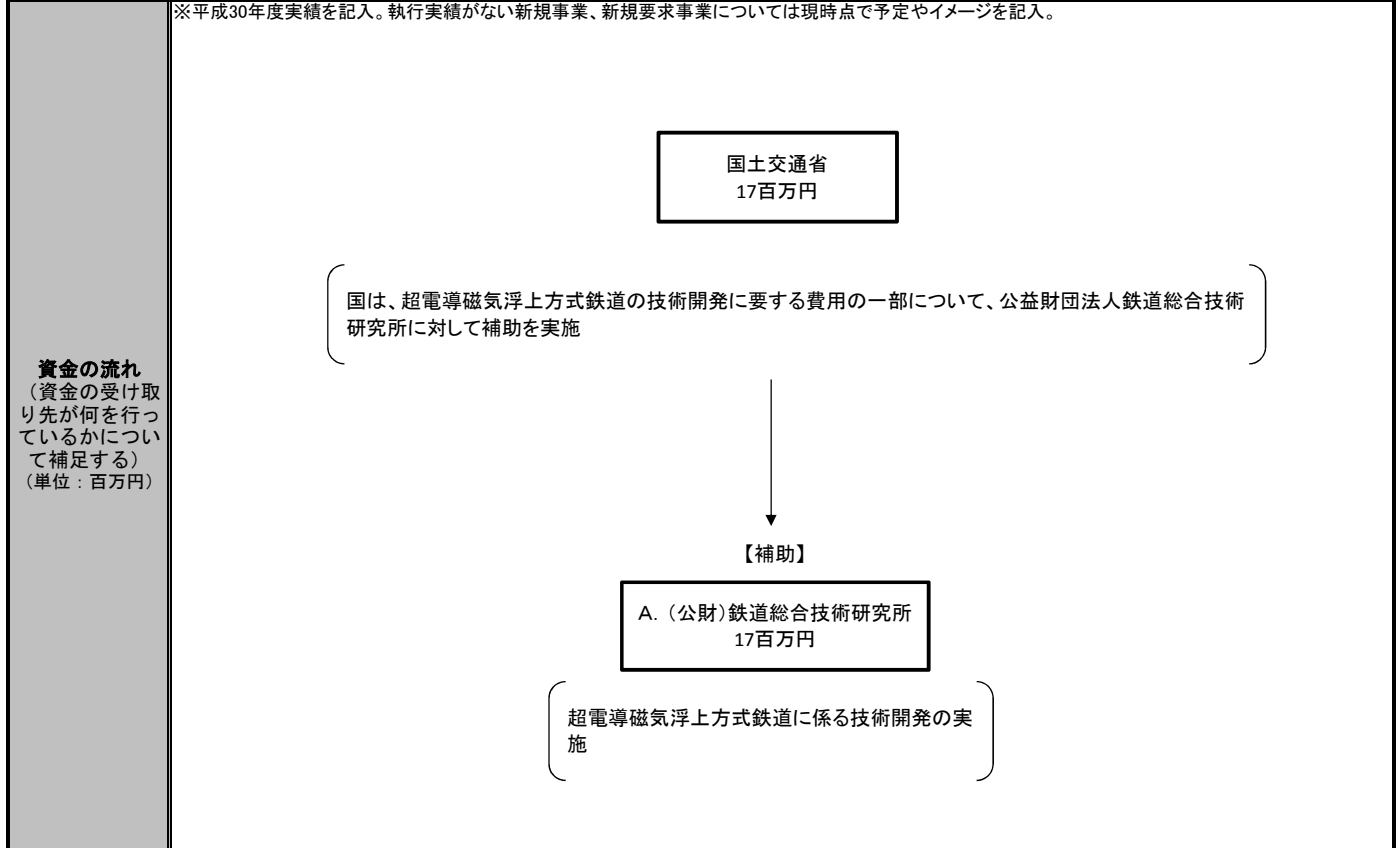 ※平成30年度実績を記入。執行実績がない新規事業、新規要求事業については現時点で予定やイメージを記入。
国土交通省
17百万円
国は、超電導磁気浮上方式鉄道の技術開発に要する費用の一部について、公益財団法人鉄道総合技術
研究所に対して補助を実施
資金の流れ
（資金の受け取
り先が何を行っ
ているかについ
て補足する）
（単位：百万円）
【補助】
A．（公財）鉄道総合技術研究所
17百万円
超電導磁気浮上方式鉄道に係る技術開発の実
施